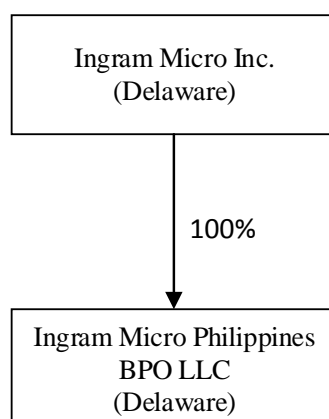 Ingram Micro Inc.
(Delaware)
100%
Ingram Micro Philippines
BPO LLC
(Delaware)